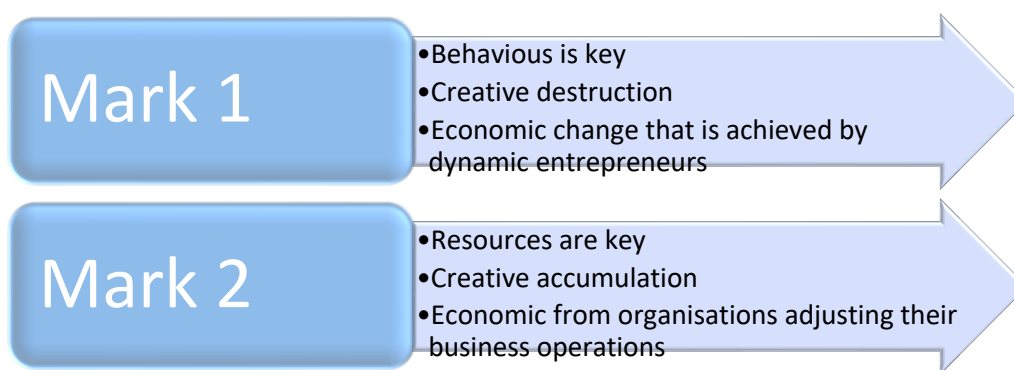 Mark 1
•Behavious is key
•Creative destruction
•Economic change that is achieved by
dynamic entrepreneurs
Mark 2
•Resources are key
•Creative accumulation
•Economic from organisations adjusting their
business operations